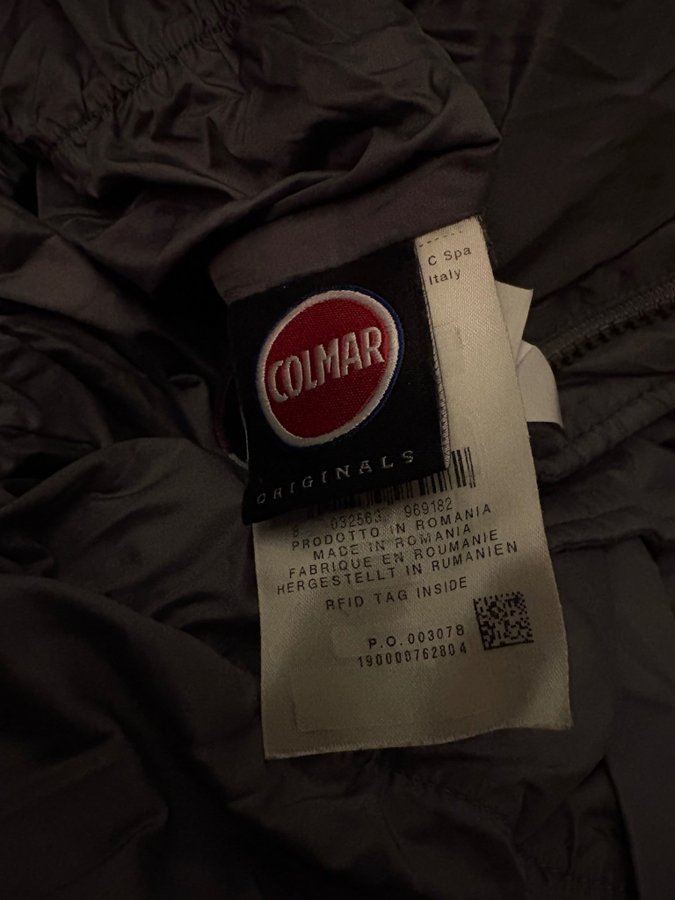 C Spa
Italy
COLMAR
ORIGINALS
8 032563 969182
PRODOTTO IN ROMANIA
MADE IN ROMANIA
FABRIQUE EN ROUMANIE
HERGESTELLT IN RUMANIEN
RFID TAG INSIDE
P.O. 003078
190000762804